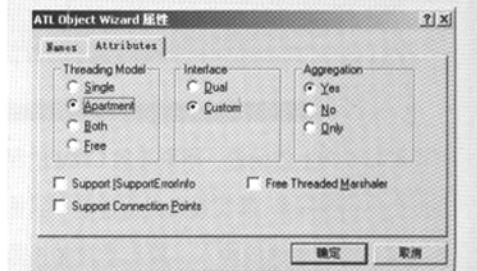 ATL Object Wizard 属性
Names Attributes
Threading Model Interface Aggregation
Single Dual Yes
Apartment Custom No
Both Only
Free
Support ISupportErrorInfo Free Threaded Marshaler
Support Connection Points
确定 取消